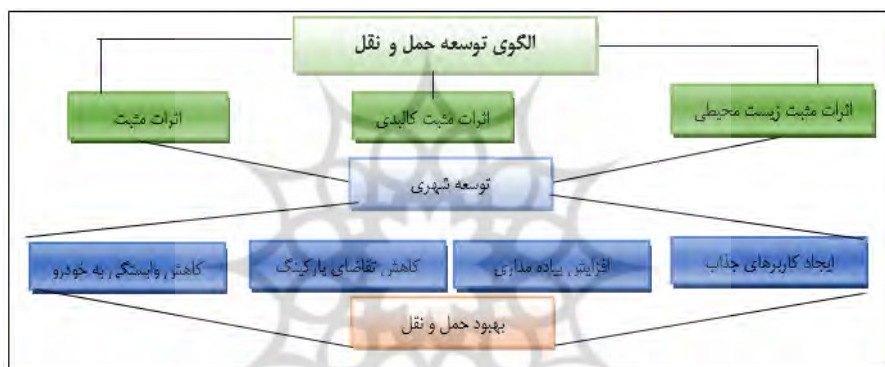 الگوی توسعه حمل و نقل
اثرات مثبت زیست محیطی
اثرات مثبت کالبدی
اثرات مثبت
توسعه شهری
ایجاد کاربرهای جذاب
افزایش پیاده مداری
کاهش تقاضای پارکینگ
کاهش وابستگی به خودرو
بهبود حمل و نقل